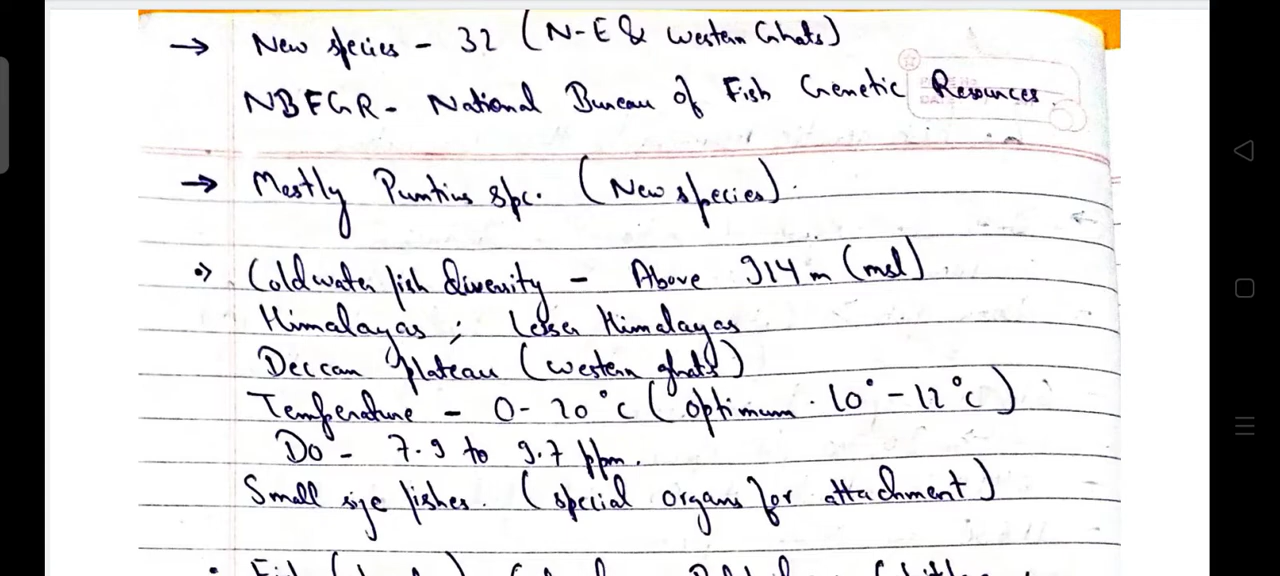 → New species - 32 (N-E & Western Ghats)
NBFGR - National Bureau of Fish Genetic Resources.
→ Mostly Puntius spc. (New species).
Coldwater fish diversity - Above 914 m (msl)
Himalayas ; Lesser Himalayas
Deccan plateau (western ghats)
Temperature - 0-20°C (optimum. 10° - 12°C)
Do - 7.9 to 9.7 ppm.
Small size fishes. (special organs for attachment)